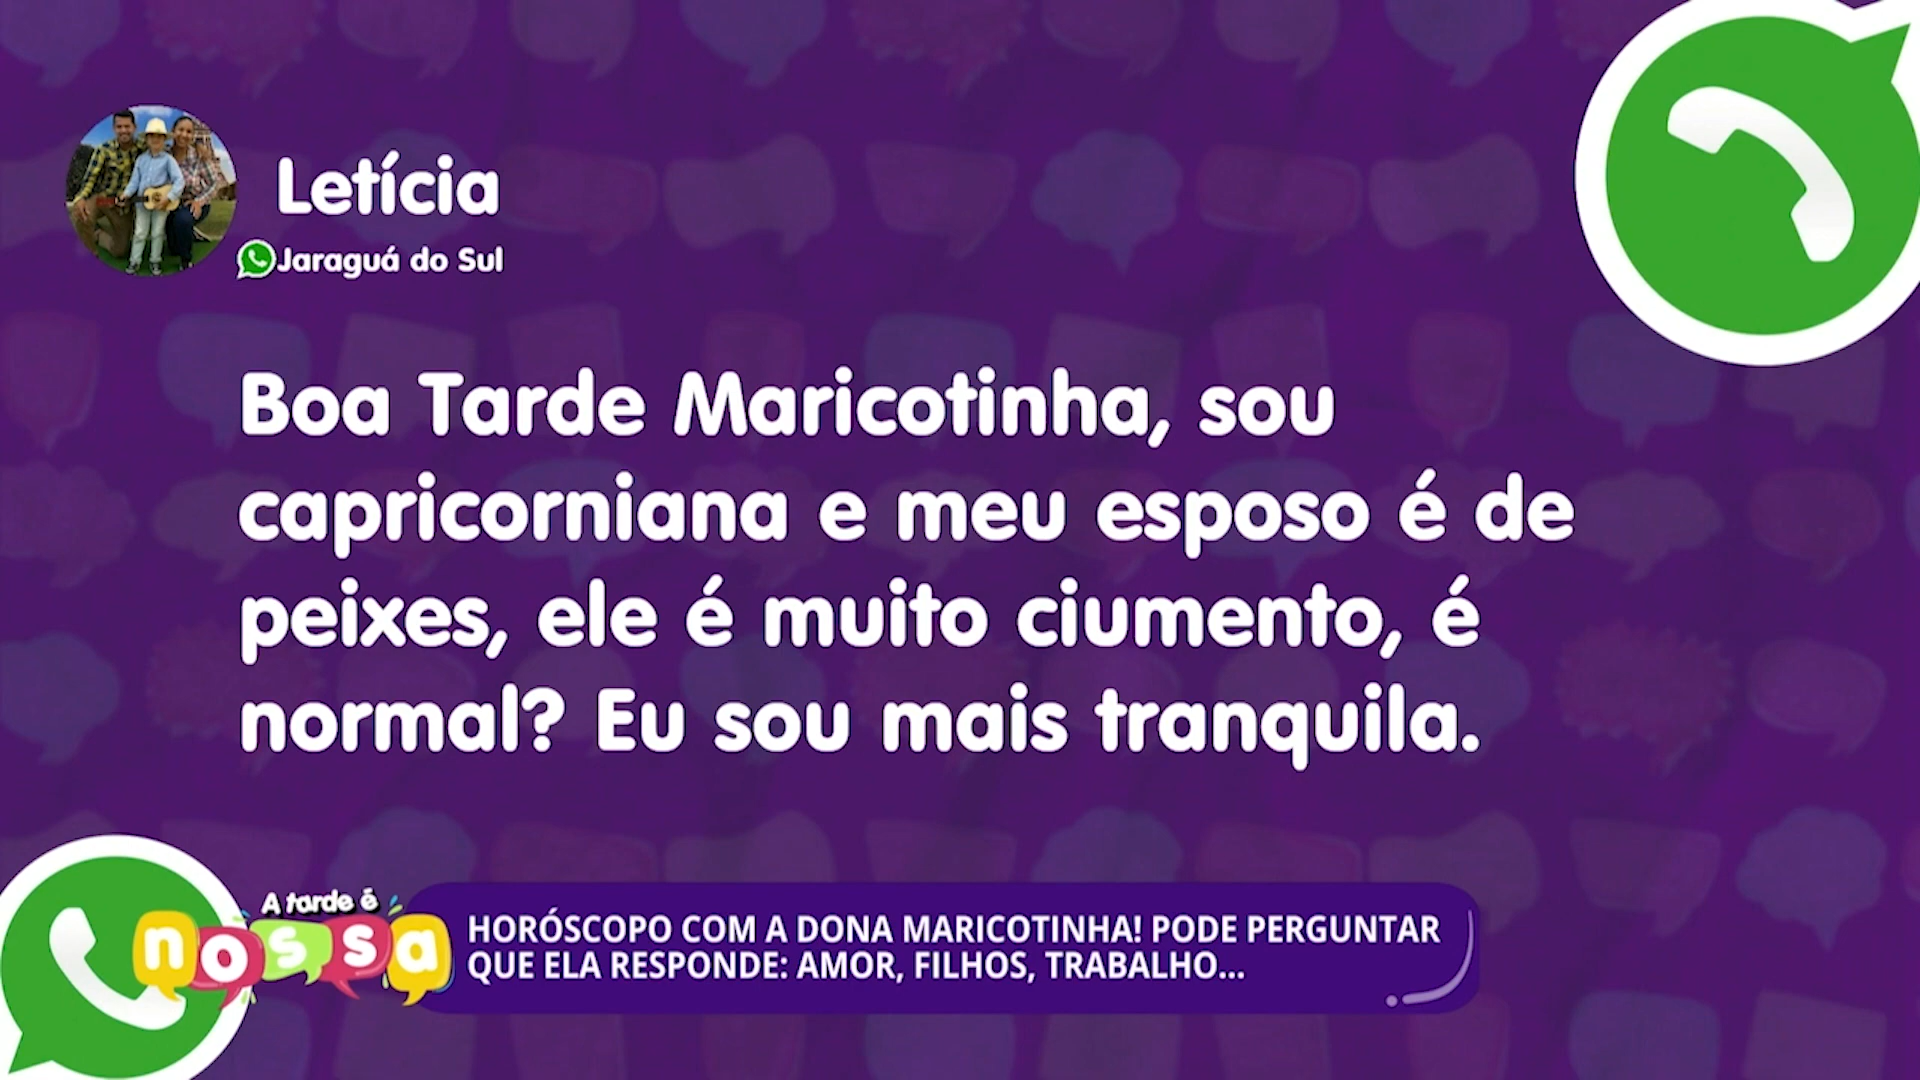 Letícia
Jaraguá do Sul
Boa Tarde Maricotinha, sou
capricorniana e meu esposo é de
peixes, ele é muito ciumento, é
normal? Eu sou mais tranquila.
A tarde é
nossa
HORÓSCOPO COM A DONA MARICOTINHA! PODE PERGUNTAR
QUE ELA RESPONDE: AMOR, FILHOS, TRABALHO...